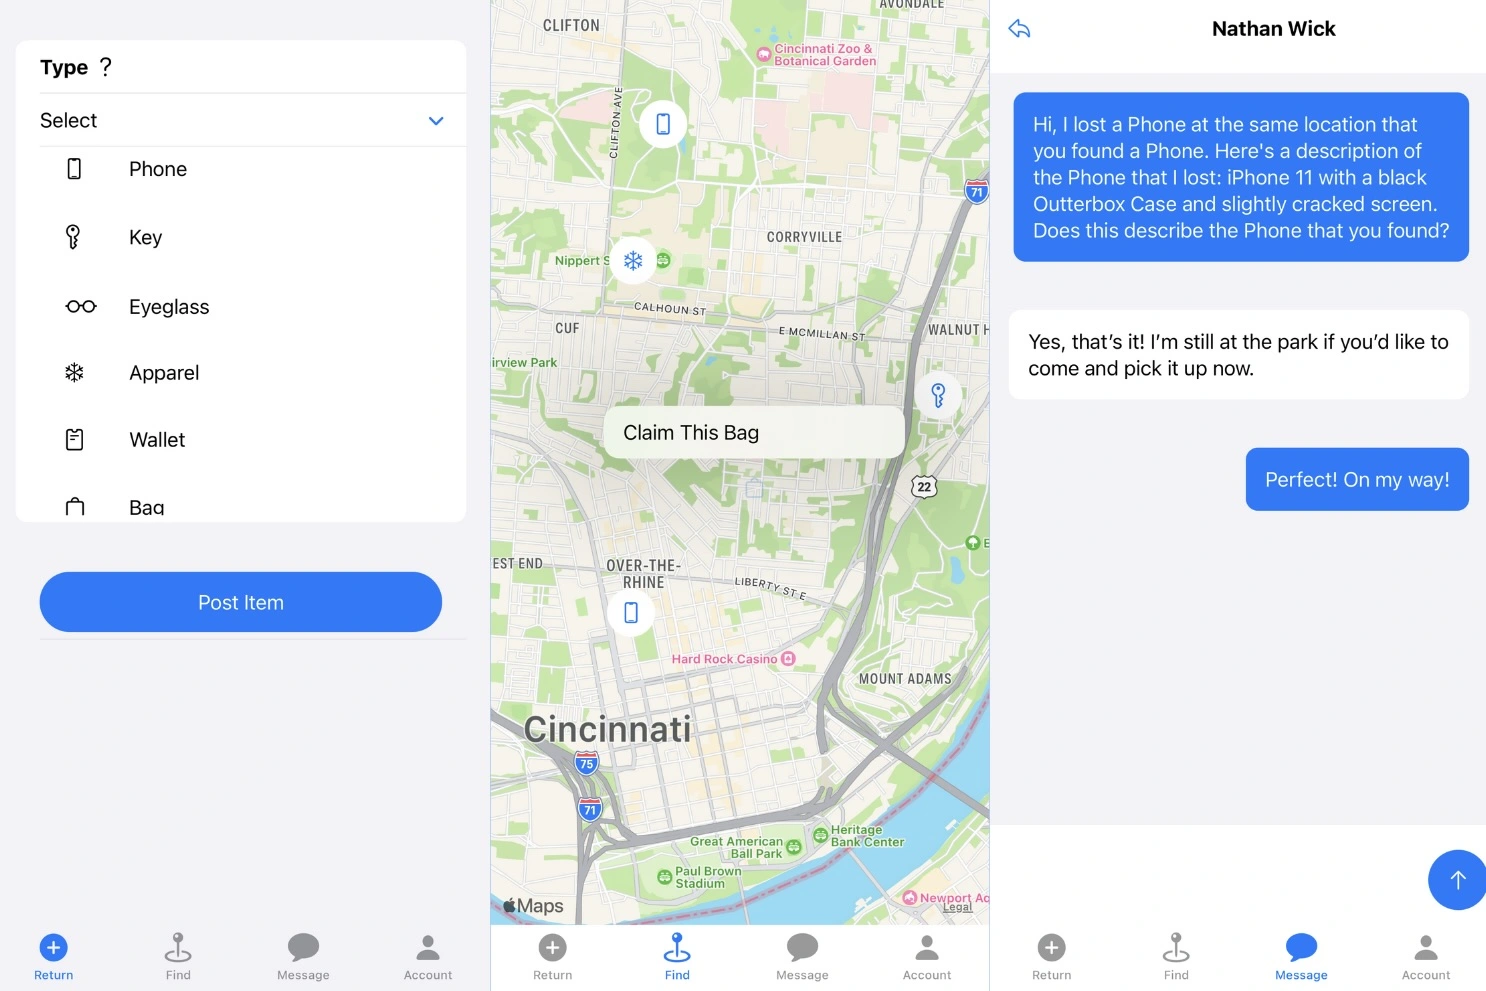 Type ?
Select
Phone
Key
Eyeglass
Apparel
Wallet
Bag
Post Item
Return
Find
Message
Account
AVONDALE
CLIFTON
Cincinnati Zoo &
Botanical Garden
CLIFTON AVE
71
CORRYVILLE
Nippert S
CALHOUN ST
CUF
E MCMILLAN ST
WALNUT H
irview Park
Claim This Bag
22
E
EST END
OVER-THE-
RHINE
LIBERTY ST E
Hard Rock Casino
MOUNT ADAMS
Cincinnati
75
71
Great American
Ball Park
Heritage
Bank Center
Paul Brown
Stadium
Newport Aq
Maps
Legal
Return
Find
Message
Account
Nathan Wick
Hi, I lost a Phone at the same location that
you found a Phone. Here's a description of
the Phone that I lost: iPhone 11 with a black
Outterbox Case and slightly cracked screen.
Does this describe the Phone that you found?
Yes, that's it! I'm still at the park if you'd like to
come and pick it up now.
Perfect! On my way!
Return
Find
Message
Account